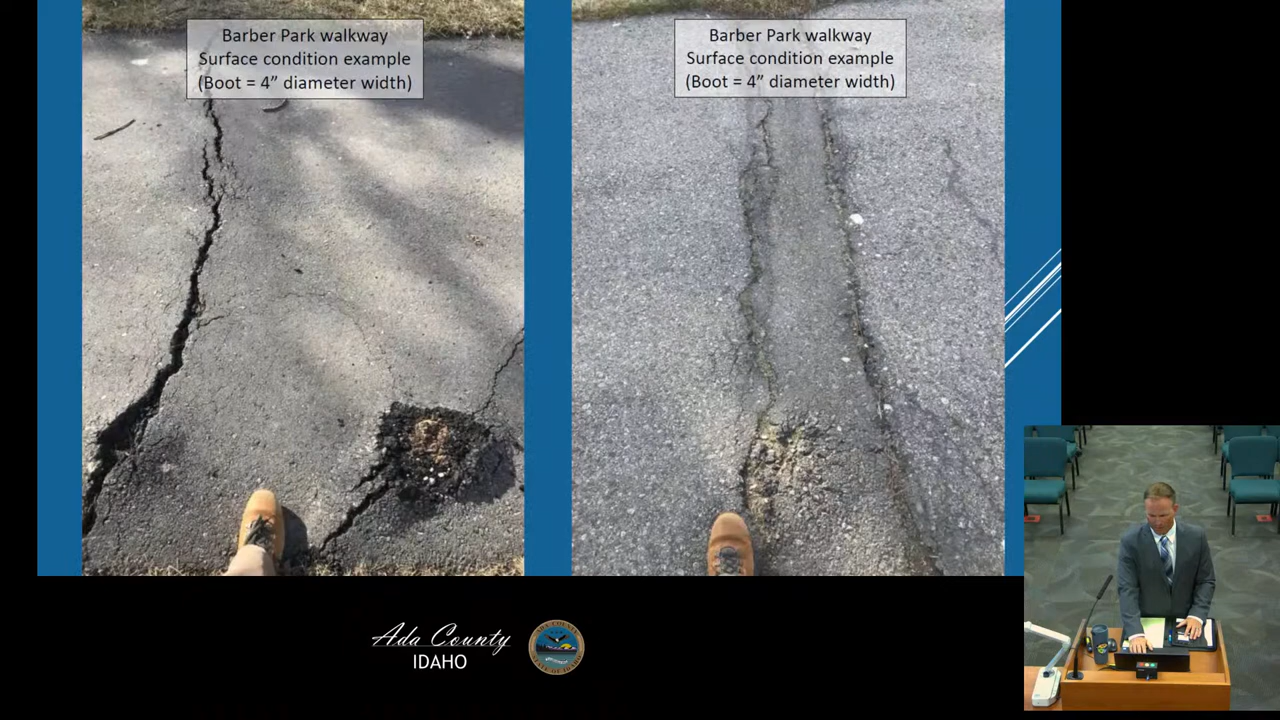 Barber Park walkway
Surface condition example
(Boot = 4” diameter width)
Barber Park walkway
Surface condition example
(Boot = 4” diameter width)
Ada County
IDAHO